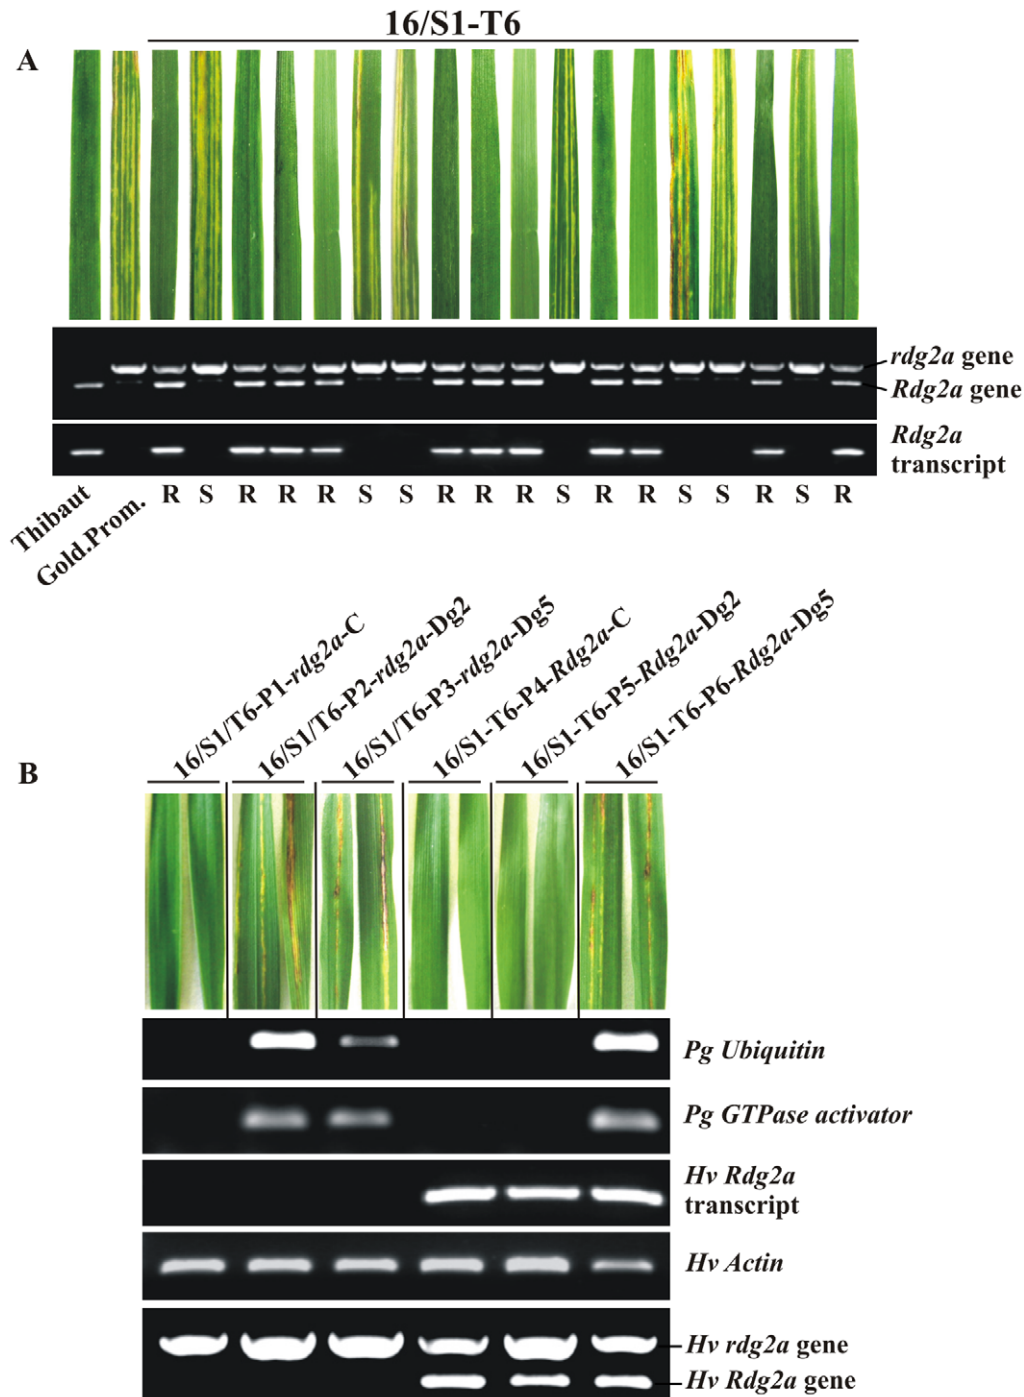 16/S1-T6
A
rdg2a gene
Rdg2a gene
Rdg2a
transcript
R S R R R S S R R R S R R S S R S R
Thibaut
Gold.Prom.
16/S1/T6-P1-rdg2a-C
16/S1/T6-P2-rdg2a-Dg2
16/S1/T6-P3-rdg2a-Dg5
16/S1-T6-P4-Rdg2a-C
16/S1-T6-P5-Rdg2a-Dg2
16/S1-T6-P6-Rdg2a-Dg5
B
Pg Ubiquitin
Pg GTPase activator
Hv Rdg2a
transcript
Hv Actin
Hv rdg2a gene
Hv Rdg2a gene